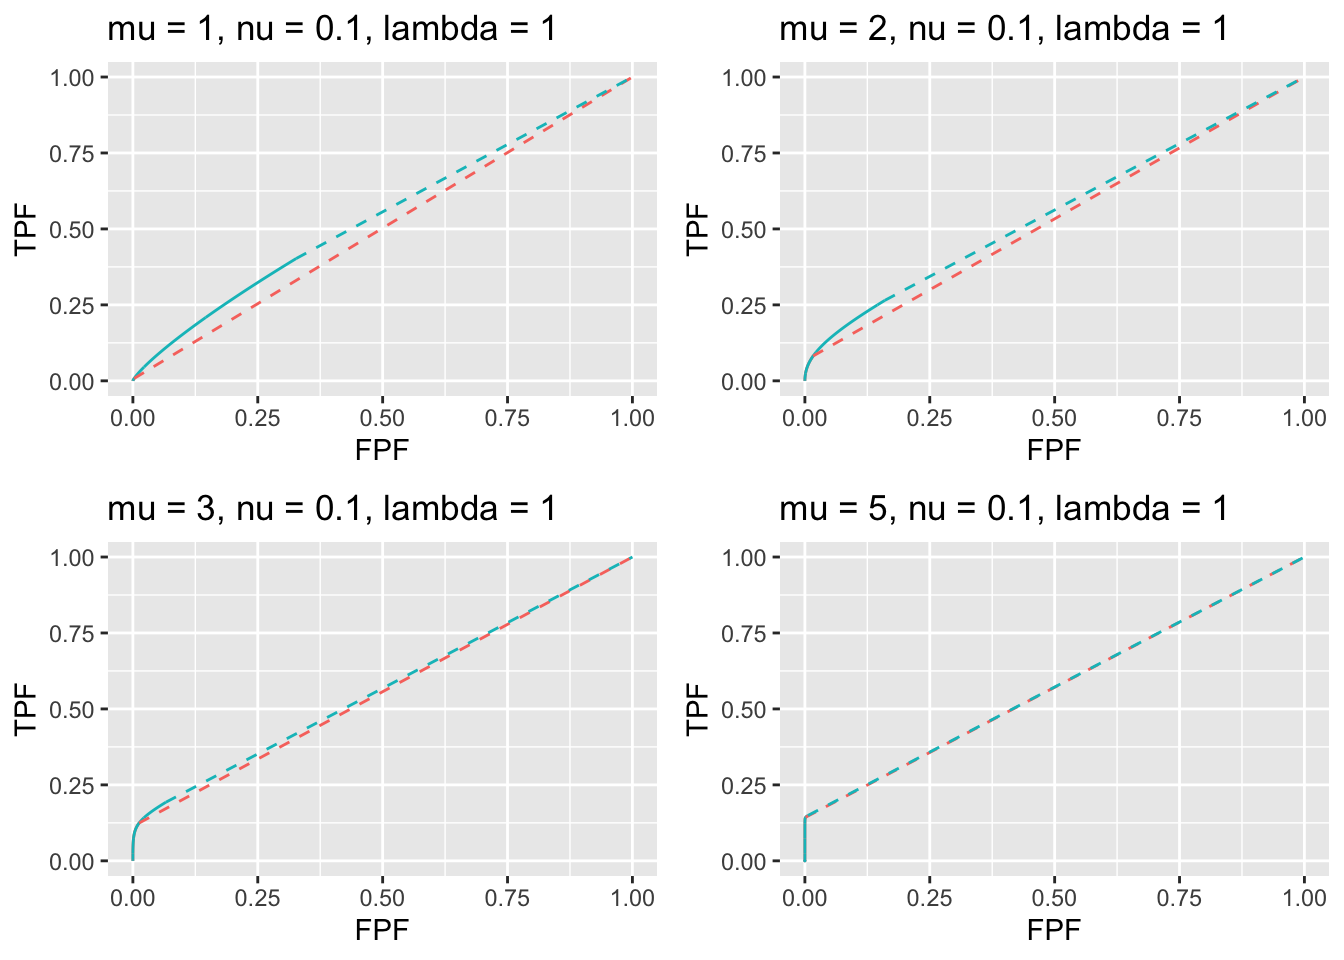 mu = 1, nu = 0.1, lambda = 1
1.00
0.75
0.50
0.25
0.00
TPF
0.00 0.25 0.50 0.75 1.00
FPF
mu = 2, nu = 0.1, lambda = 1
1.00
0.75
0.50
0.25
0.00
TPF
0.00 0.25 0.50 0.75 1.00
FPF
mu = 3, nu = 0.1, lambda = 1
1.00
0.75
0.50
0.25
0.00
TPF
0.00 0.25 0.50 0.75 1.00
FPF
mu = 5, nu = 0.1, lambda = 1
1.00
0.75
0.50
0.25
0.00
TPF
0.00 0.25 0.50 0.75 1.00
FPF